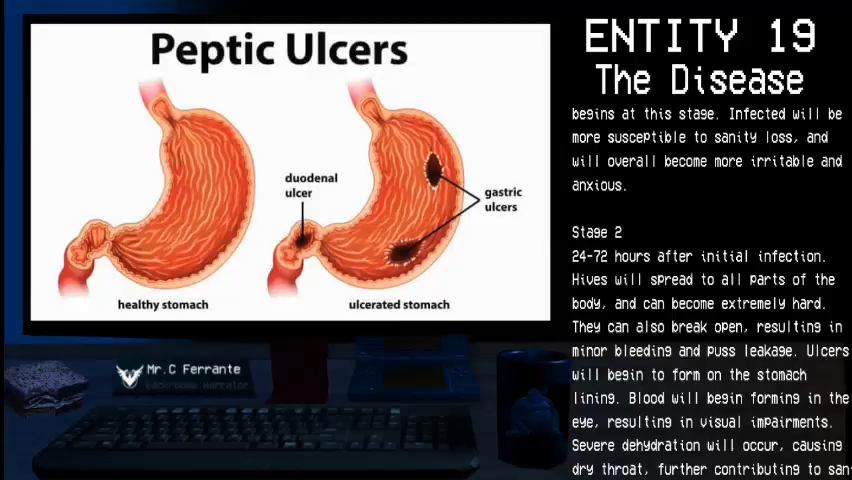 Peptic Ulcers
duodenal
ulcer
gastric
ulcers
healthy stomach
ulcerated stomach
Mr.C Ferrante
Backrooms Narrator
ENTITY 19
The Disease
begins at this stage. Infected will be
more susceptible to sanity loss, and
will overall become more irritable and
anxious.
Stage 2
24-72 hours after initial infection.
Hives will spread to all parts of the
body, and can become extremely hard.
They can also break open, resulting in
minor bleeding and puss leakage. Ulcers
will begin to form on the stomach
lining. Blood will begin forming in the
eye, resulting in visual impairments.
Severe dehydration will occur, causing
dry throat, further contributing to san